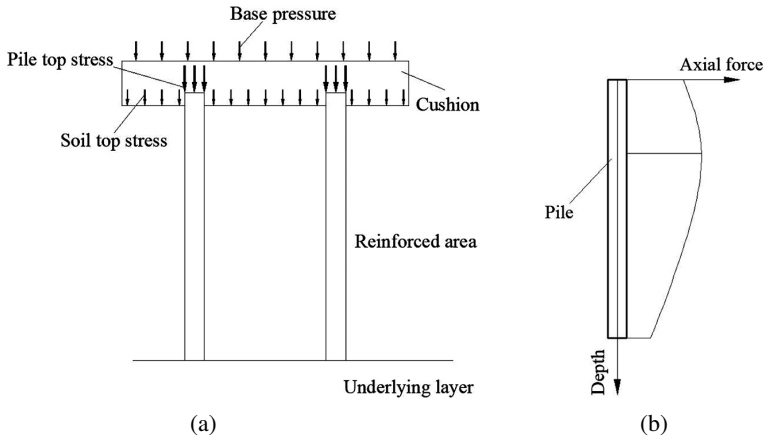 Base pressure
Pile top stress
Cushion
Soil top stress
Reinforced area
Underlying layer
(a)
Axial force
Pile
Depth
(b)